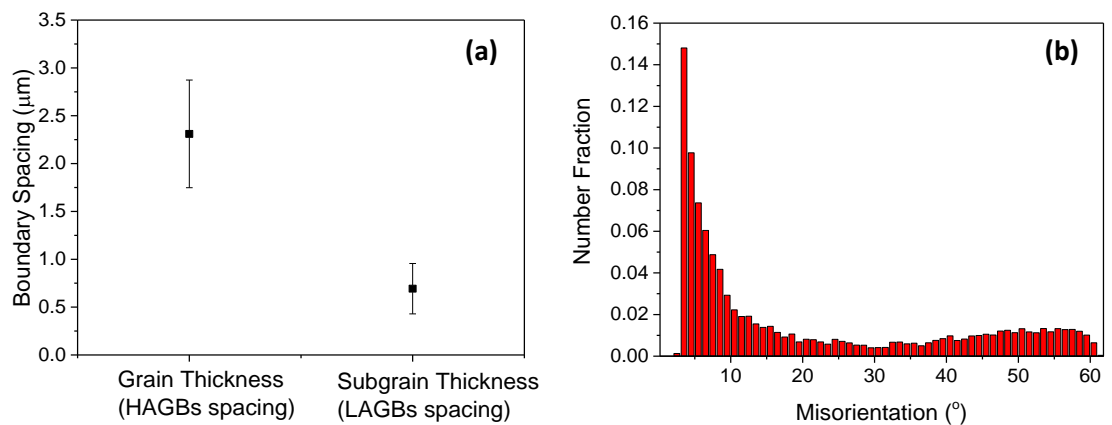 (a)
Boundary Spacing (μm)
3.5
3.0
2.5
2.0
1.5
1.0
0.5
0.0
Grain Thickness
(HAGBs spacing)
Subgrain Thickness
(LAGBs spacing)
(b)
Number Fraction
0.16
0.14
0.12
0.10
0.08
0.06
0.04
0.02
0.00
10 20 30 40 50 60
Misorientation (°)